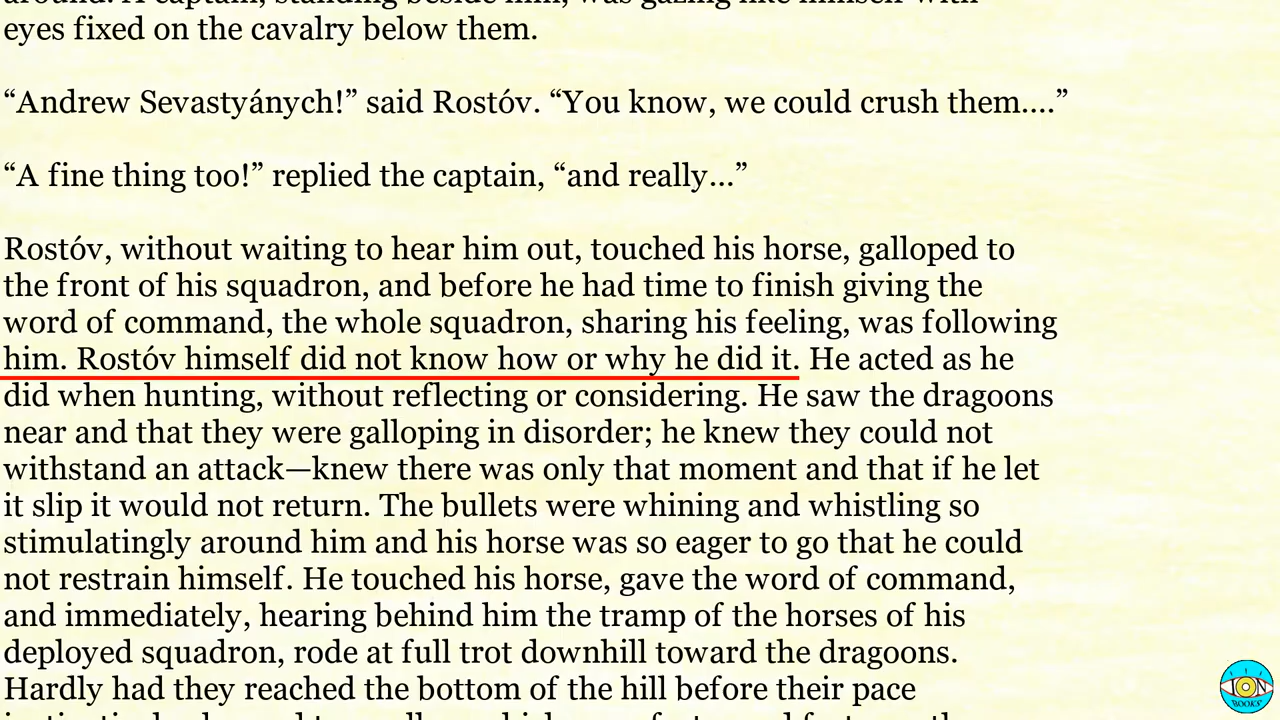 eyes fixed on the cavalry below them.
“Andrew Sevastyánych!” said Rostóv. “You know, we could crush them....”
“A fine thing too!” replied the captain, “and really...”
Rostóv, without waiting to hear him out, touched his horse, galloped to
the front of his squadron, and before he had time to finish giving the
word of command, the whole squadron, sharing his feeling, was following
him. Rostóv himself did not know how or why he did it. He acted as he
did when hunting, without reflecting or considering. He saw the dragoons
near and that they were galloping in disorder; he knew they could not
withstand an attack—knew there was only that moment and that if he let
it slip it would not return. The bullets were whining and whistling so
stimulatingly around him and his horse was so eager to go that he could
not restrain himself. He touched his horse, gave the word of command,
and immediately, hearing behind him the tramp of the horses of his
deployed squadron, rode at full trot downhill toward the dragoons.
Hardly had they reached the bottom of the hill before their pace
ION
BOOKS